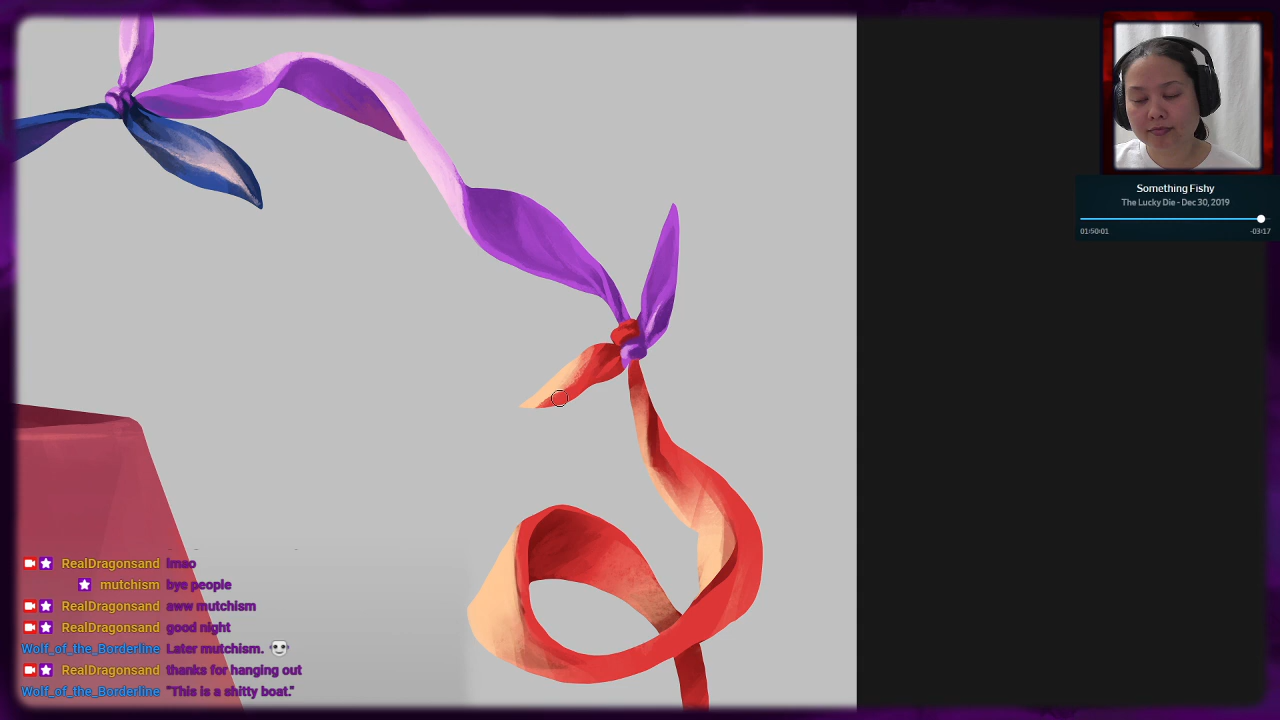 Something Fishy
The Lucky Die - Dec 30, 2019
01:50:01 -03:17
RealDragonsand lmao
mutchism bye people
RealDragonsand aww mutchism
RealDragonsand good night
Wolf_of_the_Borderline Later mutchism.
RealDragonsand thanks for hanging out
Wolf_of_the_Borderline "This is a shitty boat."